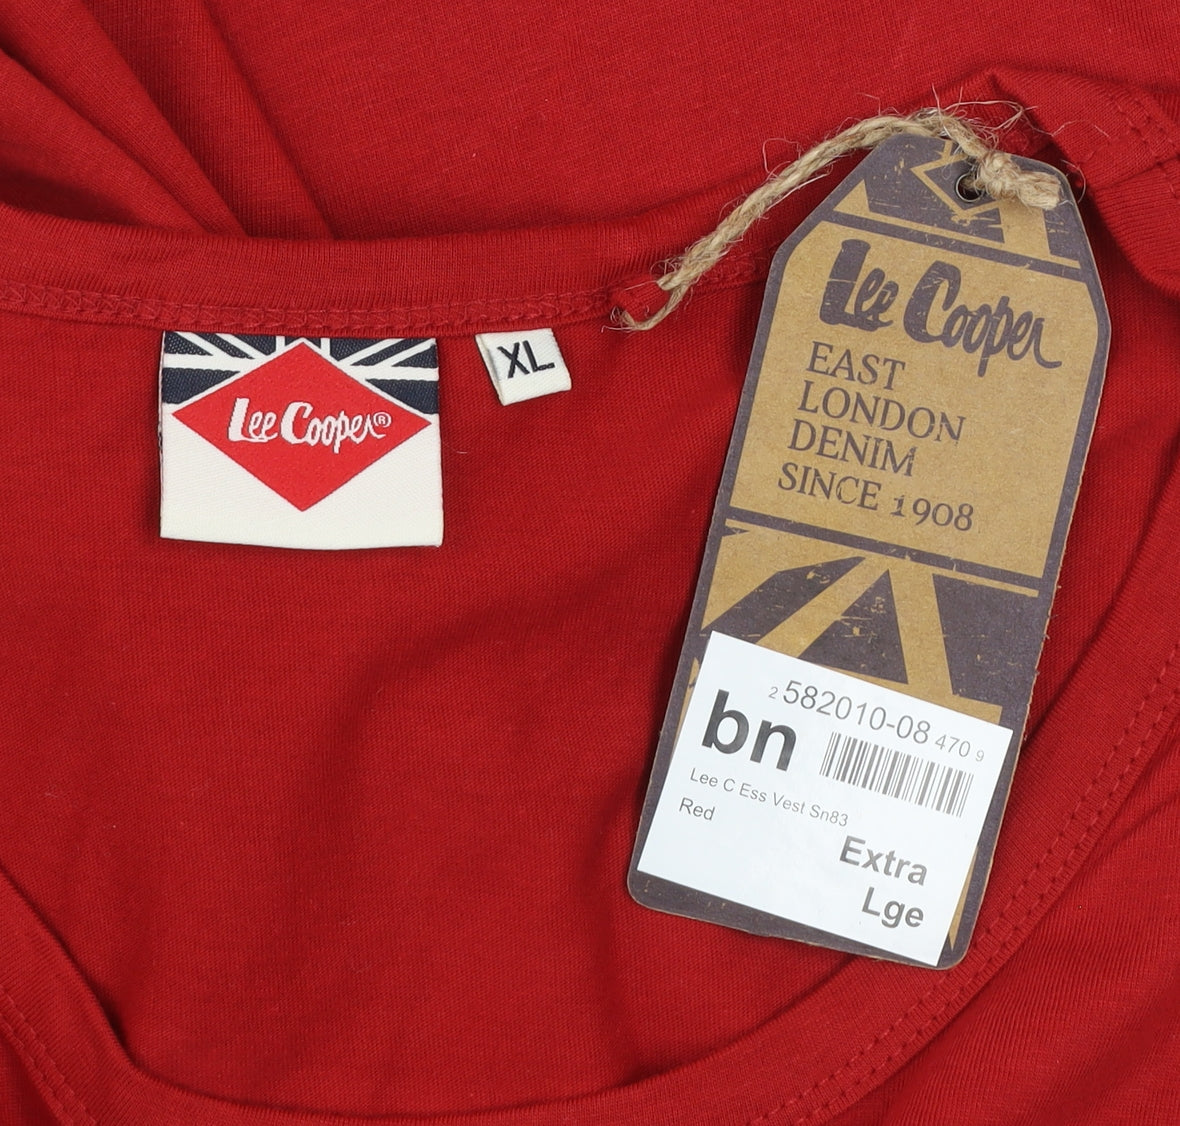 Lee Cooper®
XL
Lee Cooper
EAST
LONDON
DENIM
SINCE 1908
2 582010-08 470 9
bn
Lee C Ess Vest Sn83
Red
Extra
Lge